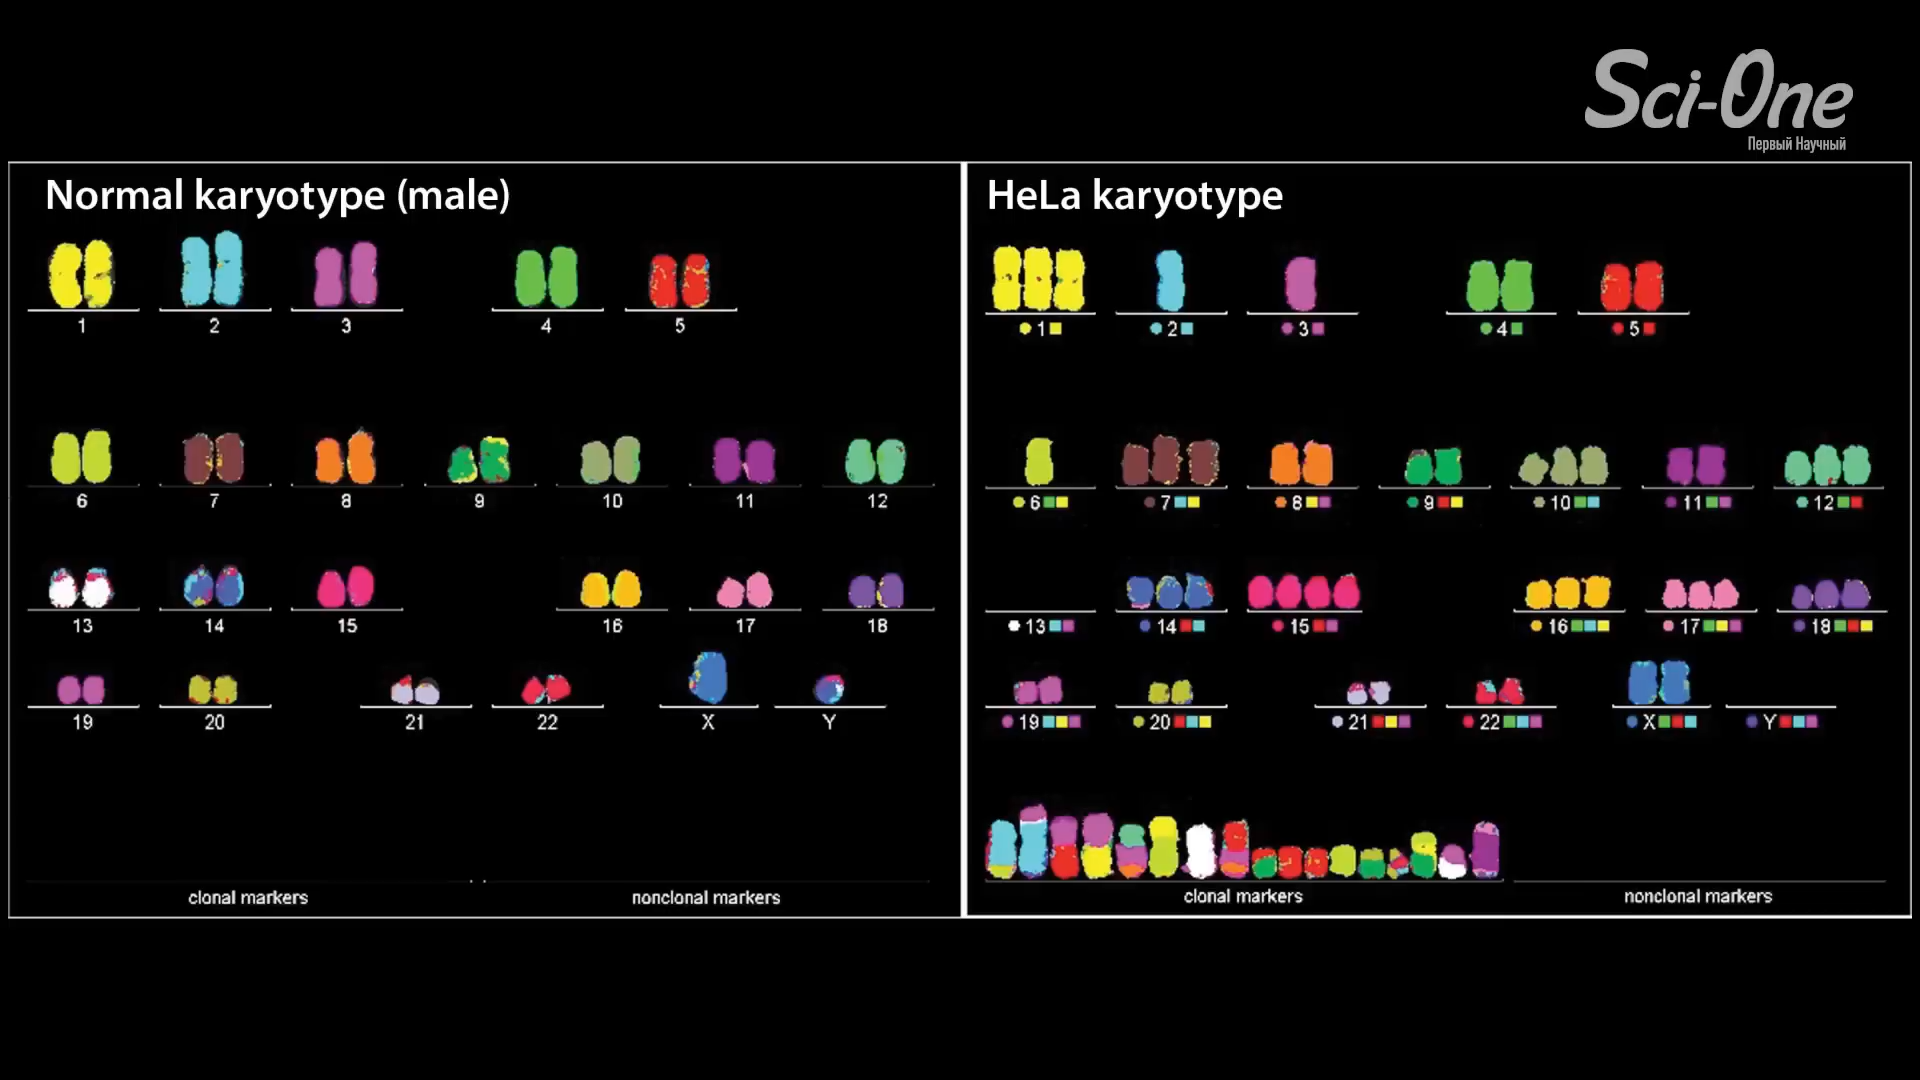 Sci-One
Первый Научный
Normal karyotype (male)
1 2 3 4 5
6 7 8 9 10 11 12
13 14 15 16 17 18
19 20 21 22 X Y
clonal markers nonclonal markers
HeLa karyotype
1 2 3 4 5
6 7 8 9 10 11 12
13 14 15 16 17 18
19 20 21 22 X Y
clonal markers nonclonal markers